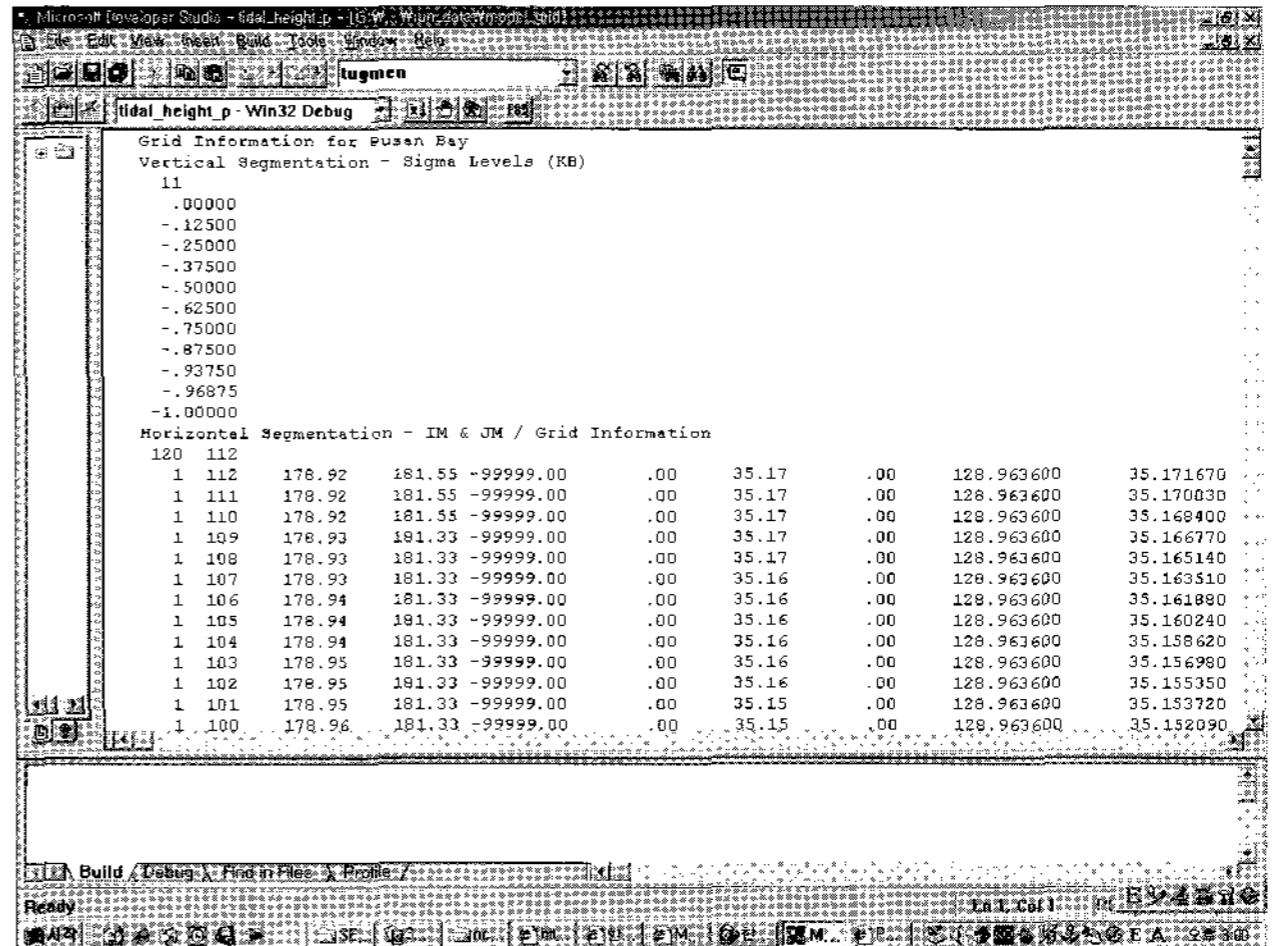 Microsoft Developer Studio - tidal_height_p -
File Edit View Insert Build Tools Window Help
tugmen
tidal_height_p - Win32 Debug
Grid Information for Pusan Bay
Vertical Segmentation - Sigma Levels (KB)
11
.00000
-.12500
-.25000
-.37500
-.50000
-.62500
-.75000
-.87500
-.93750
-.96875
-1.00000
Horizontal Segmentation - IM & JM / Grid Information
120 112
1 112 178.92 181.55 -99999.00 .00 35.17 .00 128.963600 35.171670
1 111 178.92 181.55 -99999.00 .00 35.17 .00 128.963600 35.170030
1 110 178.92 181.55 -99999.00 .00 35.17 .00 128.963600 35.168400
1 109 178.93 181.33 -99999.00 .00 35.17 .00 128.963600 35.166770
1 108 178.93 181.33 -99999.00 .00 35.17 .00 128.963600 35.165140
1 107 178.93 181.33 -99999.00 .00 35.16 .00 128.963600 35.163510
1 106 178.94 181.33 -99999.00 .00 35.16 .00 128.963600 35.161880
1 105 178.94 181.33 -99999.00 .00 35.16 .00 128.963600 35.160240
1 104 178.94 181.33 -99999.00 .00 35.16 .00 128.963600 35.158620
1 103 178.95 181.33 -99999.00 .00 35.16 .00 128.963600 35.156980
1 102 178.95 181.33 -99999.00 .00 35.16 .00 128.963600 35.155350
1 101 178.95 181.33 -99999.00 .00 35.15 .00 128.963600 35.153720
1 100 178.96 181.33 -99999.00 .00 35.15 .00 128.963600 35.152090
Build Debug Find in Files Profile
Ready
Ln 1, Col 1
시작